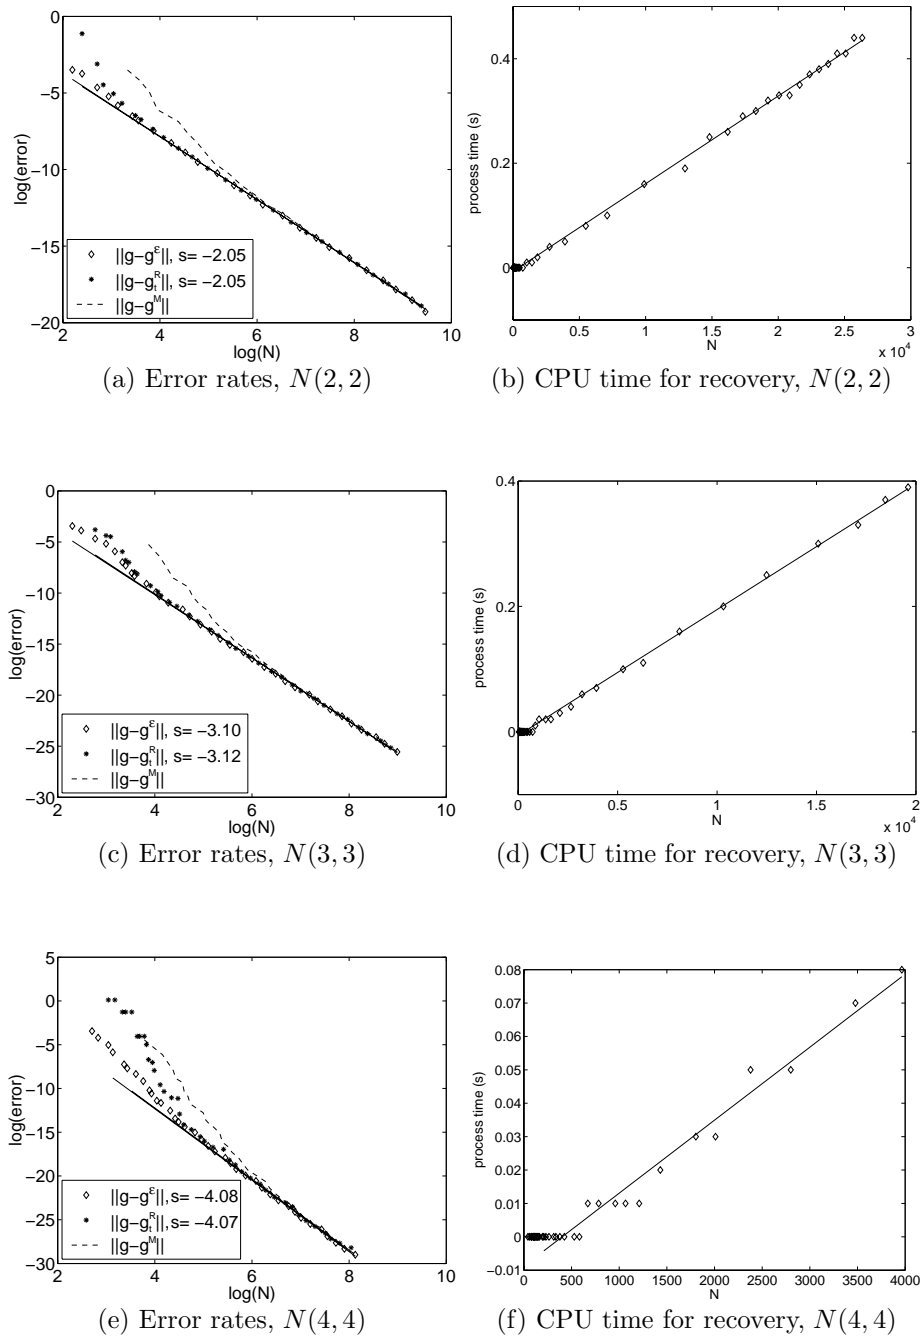 0
−5
−10
−15
−20
log(error)
2
4
6
8
10
log(N)
||g−g^ε||, s= −2.05
||g−g_t^R||, s= −2.05
||g−g^M||
(a) Error rates, N(2, 2)
0.4
0.2
0
process time (s)
0
0.5
1
1.5
2
2.5
3
N
x 10^4
(b) CPU time for recovery, N(2, 2)
0
−5
−10
−15
−20
−25
−30
log(error)
2
4
6
8
10
log(N)
||g−g^ε||, s= −3.10
||g−g_t^R||, s= −3.12
||g−g^M||
(c) Error rates, N(3, 3)
0.4
0.2
0
process time (s)
0
0.5
1
1.5
2
N
x 10^4
(d) CPU time for recovery, N(3, 3)
5
0
−5
−10
−15
−20
−25
−30
log(error)
2
4
6
8
10
log(N)
||g−g^ε||, s= −4.08
||g−g_t^R||, s= −4.07
||g−g^M||
(e) Error rates, N(4, 4)
0.08
0.07
0.06
0.05
0.04
0.03
0.02
0.01
0
−0.01
process time (s)
0
500
1000
1500
2000
2500
3000
3500
4000
N
(f) CPU time for recovery, N(4, 4)